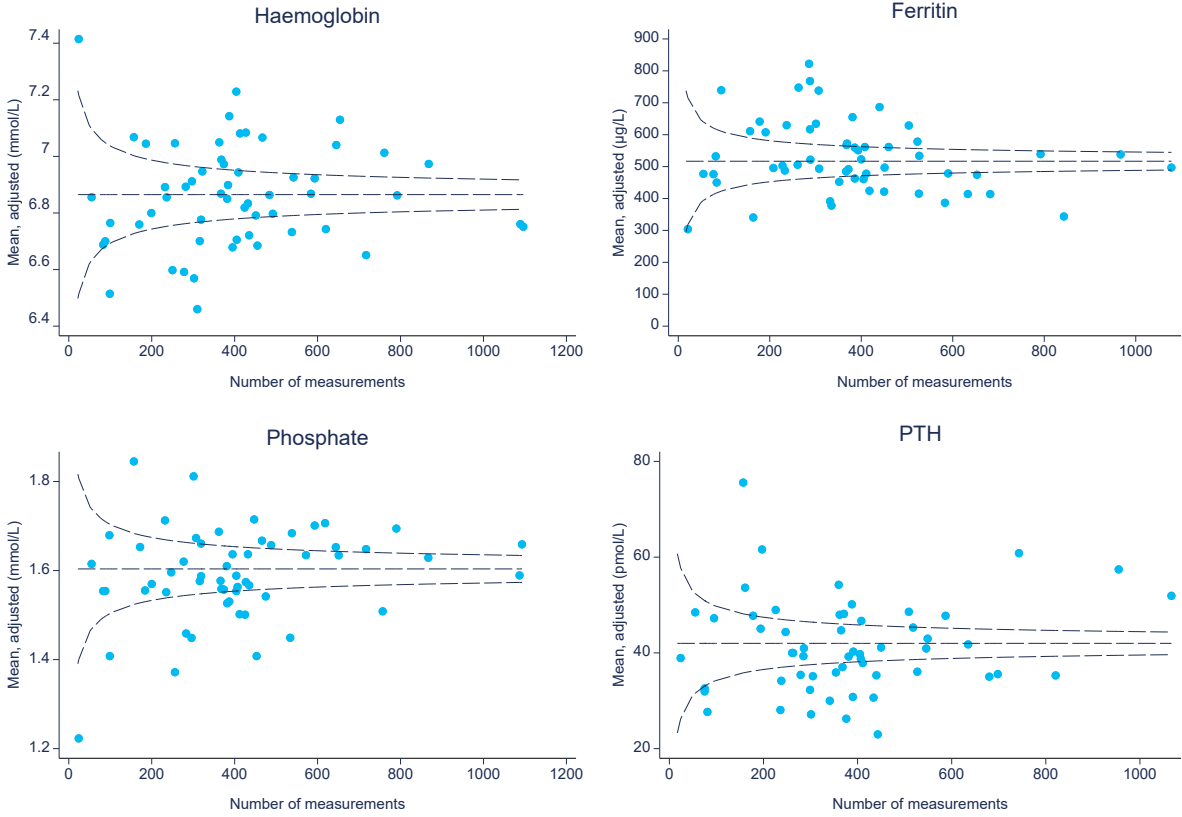 Haemoglobin
Mean, adjusted (mmol/L)
7.4
7.2
7
6.8
6.6
6.4
0 200 400 600 800 1000 1200
Number of measurements
Ferritin
Mean, adjusted (µg/L)
900
800
700
600
500
400
300
200
100
0
0 200 400 600 800 1000
Number of measurements
Phosphate
Mean, adjusted (mmol/L)
1.8
1.6
1.4
1.2
0 200 400 600 800 1000 1200
Number of measurements
PTH
Mean, adjusted (pmol/L)
80
60
40
20
0 200 400 600 800 1000
Number of measurements